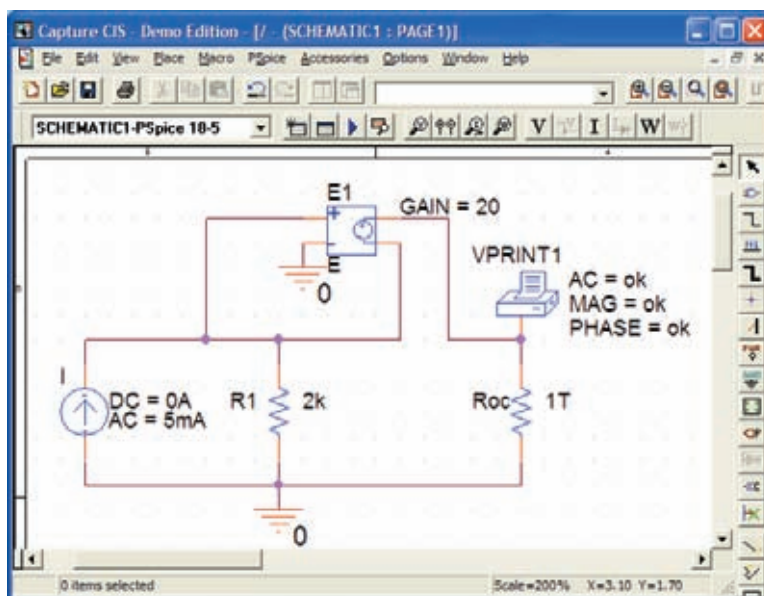 Capture CIS - Demo Edition - [/ - (SCHEMATIC1 : PAGE1)]
File Edit View Place Macro PSpice Accessories Options Window Help
SCHEMATIC1-PSpice 18-5
V I W
E1
GAIN = 20
E
0
VPRINT1
AC = ok
MAG = ok
PHASE = ok
I
DC = 0A
AC = 5mA
R1
2k
Roc
1T
0
0 items selected
Scale=200% X=3.10 Y=1.70